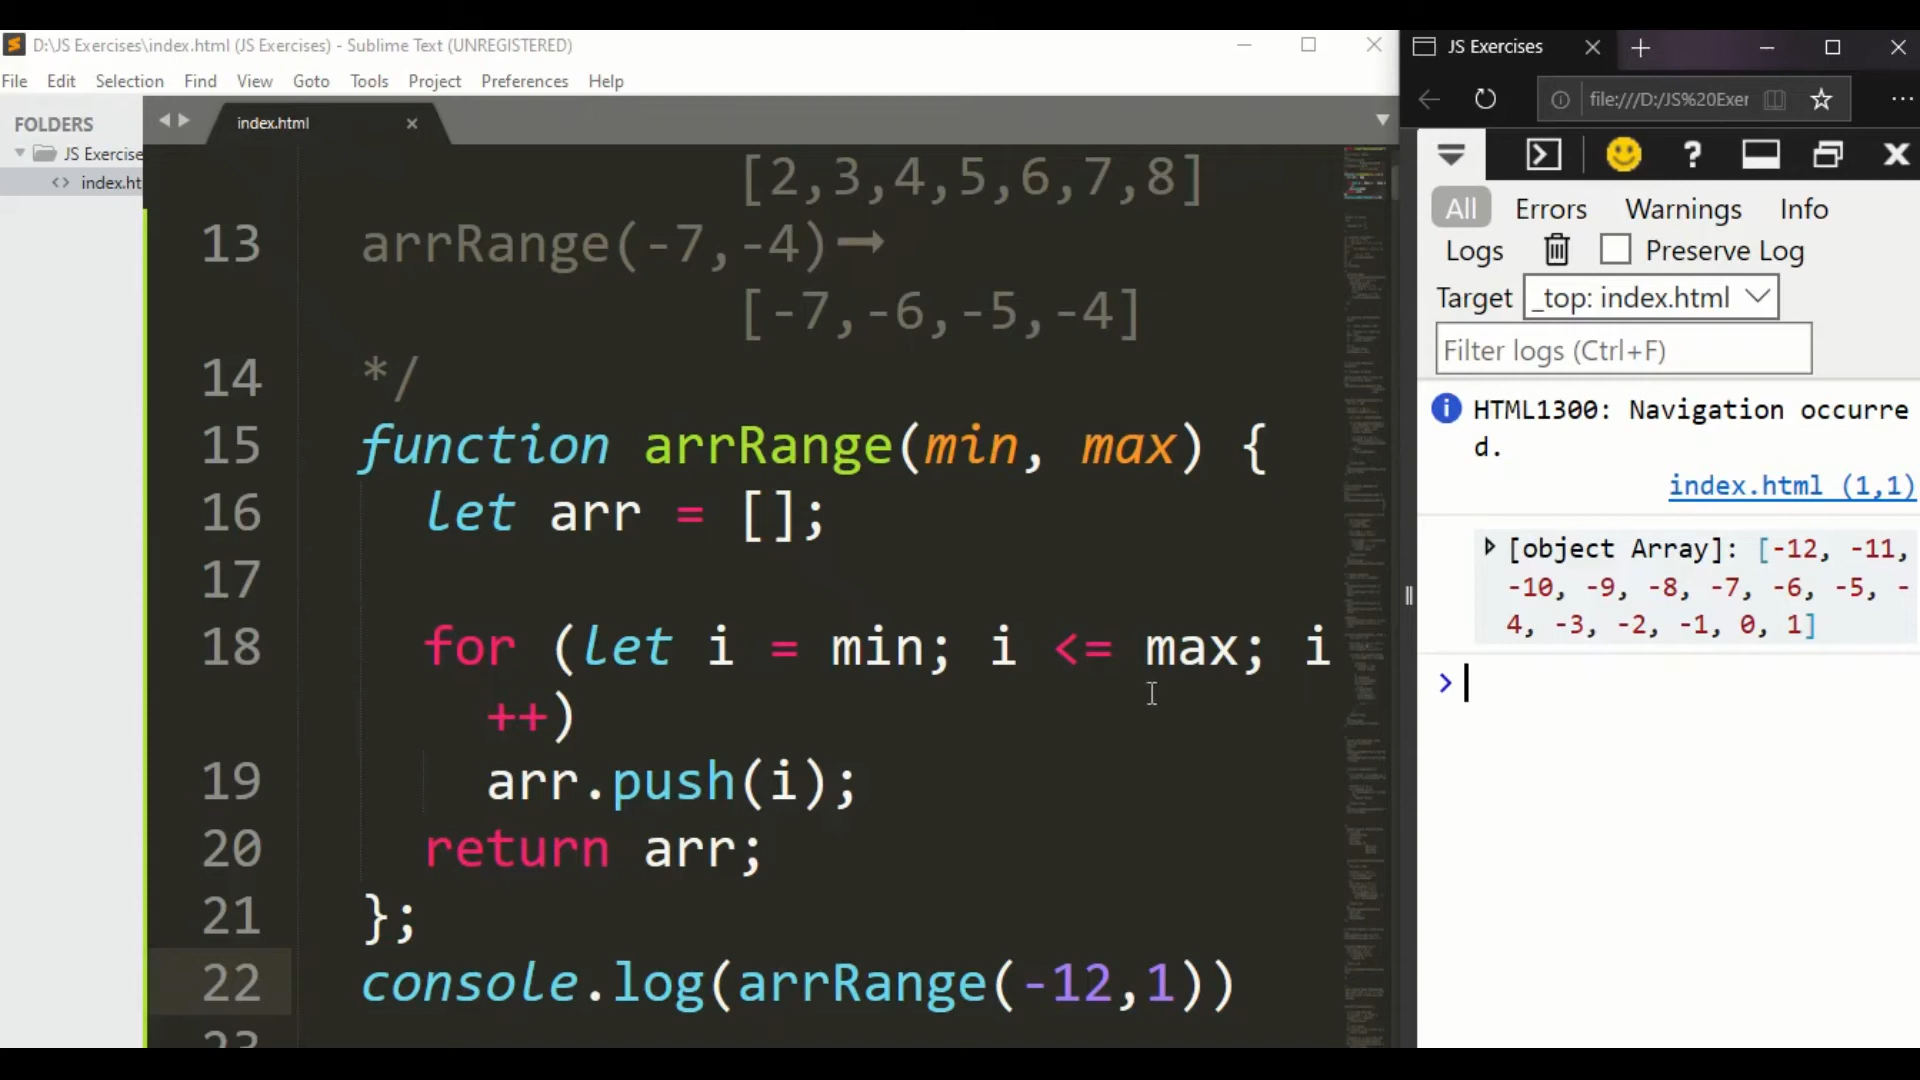 D:\JS Exercises\index.html (JS Exercises) - Sublime Text (UNREGISTERED)
File Edit Selection Find View Goto Tools Project Preferences Help
FOLDERS
JS Exercise
index.ht
index.html
[2,3,4,5,6,7,8]
13 arrRange(-7,-4)➞
[-7,-6,-5,-4]
14 */
15 function arrRange(min, max) {
16 let arr = [];
17
18 for (let i = min; i <= max; i
++)
19 arr.push(i);
20 return arr;
21 };
22 console.log(arrRange(-12,1))
23
JS Exercises
file:///D:/JS%20Exer
All Errors Warnings Info
Logs Preserve Log
Target _top: index.html
Filter logs (Ctrl+F)
HTML1300: Navigation occurre
d.
index.html (1,1)
[object Array]: [-12, -11,
-10, -9, -8, -7, -6, -5, -
4, -3, -2, -1, 0, 1]
>